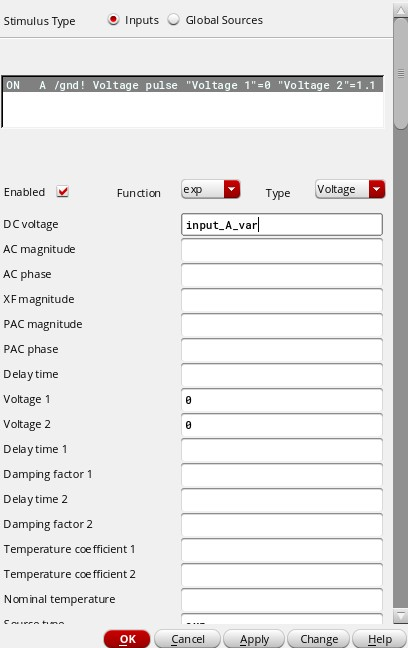 Stimulus Type Inputs Global Sources
ON A /gnd! Voltage pulse "Voltage 1"=0 "Voltage 2"=1.1
Enabled Function exp Type Voltage
DC voltage input_A_var
AC magnitude
AC phase
XF magnitude
PAC magnitude
PAC phase
Delay time
Voltage 1 0
Voltage 2 0
Delay time 1
Damping factor 1
Delay time 2
Damping factor 2
Temperature coefficient 1
Temperature coefficient 2
Nominal temperature
Source type
OK Cancel Apply Change Help